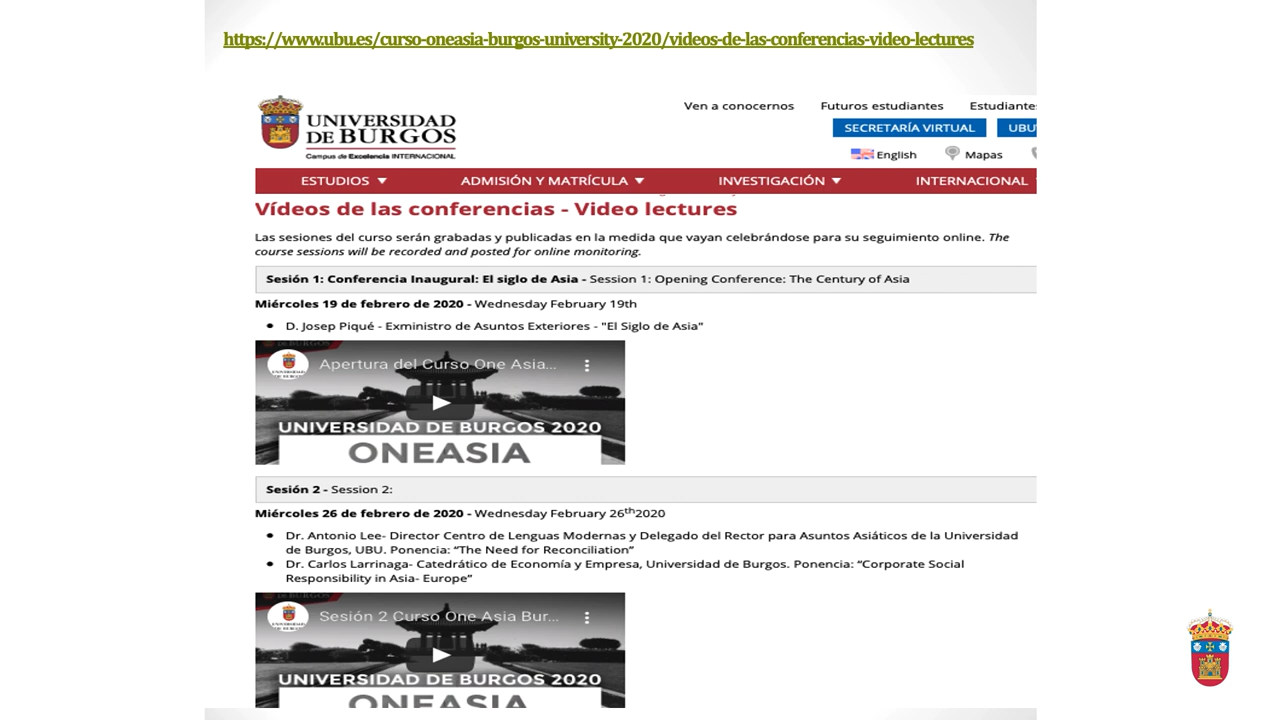 https://www.ubu.es/curso-oneasia-burgos-university-2020/videos-de-las-conferencias-video-lectures
UNIVERSIDAD
DE BURGOS
Campus de Excelencia INTERNACIONAL
Ven a conocernos Futuros estudiantes Estudiantes
SECRETARÍA VIRTUAL UBU
English Mapas
ESTUDIOS ADMISIÓN Y MATRÍCULA INVESTIGACIÓN INTERNACIONAL
Vídeos de las conferencias - Video lectures
Las sesiones del curso serán grabadas y publicadas en la medida que vayan celebrándose para su seguimiento online. The
course sessions will be recorded and posted for online monitoring.
Sesión 1: Conferencia Inaugural: El siglo de Asia - Session 1: Opening Conference: The Century of Asia
Miércoles 19 de febrero de 2020 - Wednesday February 19th
• D. Josep Piqué - Exministro de Asuntos Exteriores - "El Siglo de Asia"
Apertura del Curso One Asia...
UNIVERSIDAD DE BURGOS 2020
ONEASIA
Sesión 2 - Session 2:
Miércoles 26 de febrero de 2020 - Wednesday February 26th2020
• Dr. Antonio Lee- Director Centro de Lenguas Modernas y Delegado del Rector para Asuntos Asiáticos de la Universidad
de Burgos, UBU. Ponencia: “The Need for Reconciliation”
• Dr. Carlos Larrinaga- Catedrático de Economía y Empresa, Universidad de Burgos. Ponencia: “Corporate Social
Responsibility in Asia- Europe”
Sesión 2 Curso One Asia Bur...
UNIVERSIDAD DE BURGOS 2020
ONEASIA